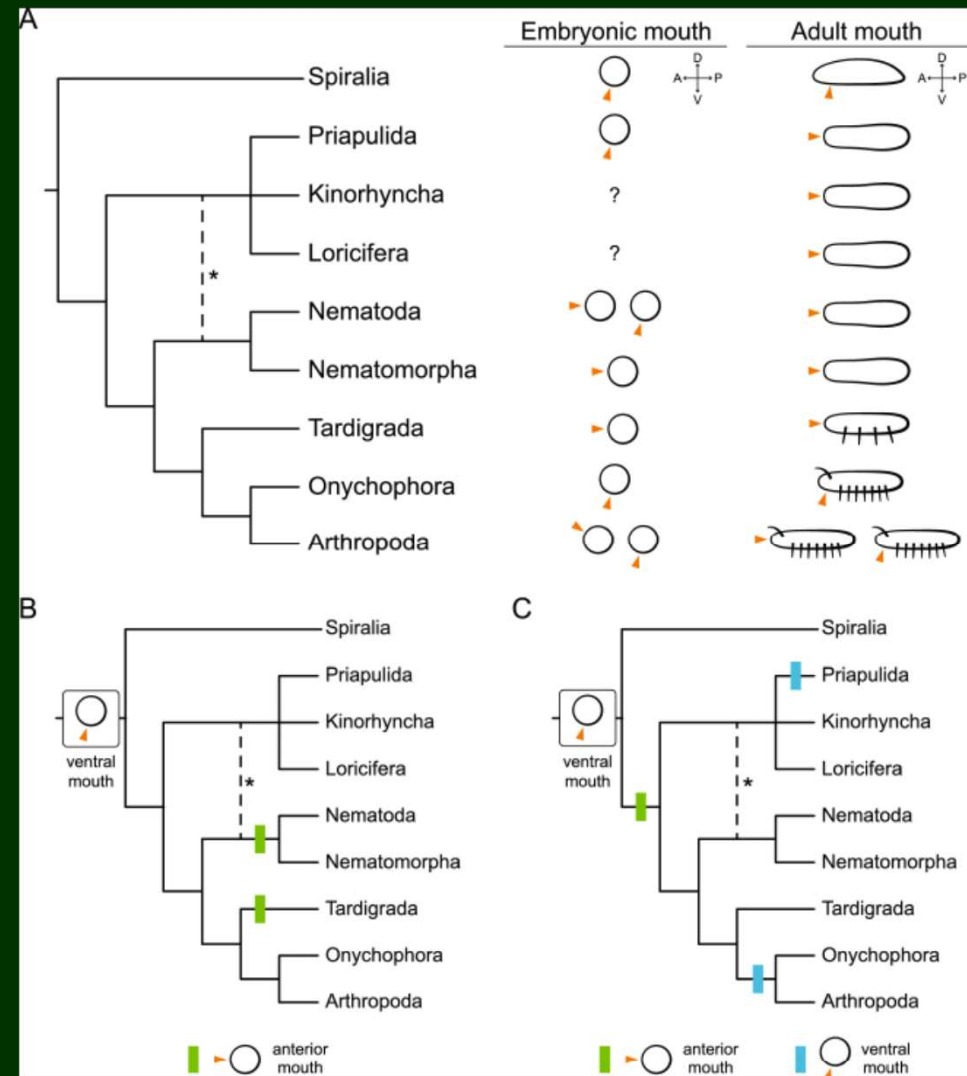 A
Embryonic mouth
Adult mouth
D
A P
V
D
A P
V
Spiralia
Priapulida
Kinorhyncha
?
Loricifera
?
*
Nematoda
Nematomorpha
Tardigrada
Onychophora
Arthropoda
B
Spiralia
Priapulida
Kinorhyncha
Loricifera
Nematoda
Nematomorpha
Tardigrada
Onychophora
Arthropoda
ventral
mouth
*
anterior
mouth
C
Spiralia
Priapulida
Kinorhyncha
Loricifera
Nematoda
Nematomorpha
Tardigrada
Onychophora
Arthropoda
ventral
mouth
*
anterior
mouth
ventral
mouth